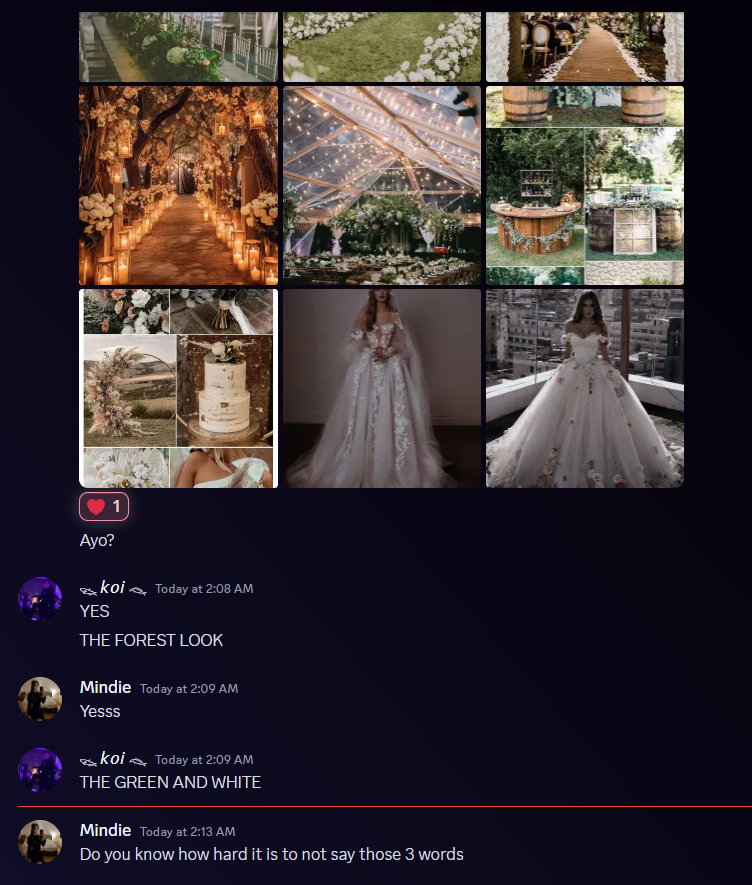 1
Ayo?
koi Today at 2:08 AM
YES
THE FOREST LOOK
Mindie Today at 2:09 AM
Yesss
koi Today at 2:09 AM
THE GREEN AND WHITE
Mindie Today at 2:13 AM
Do you know how hard it is to not say those 3 words